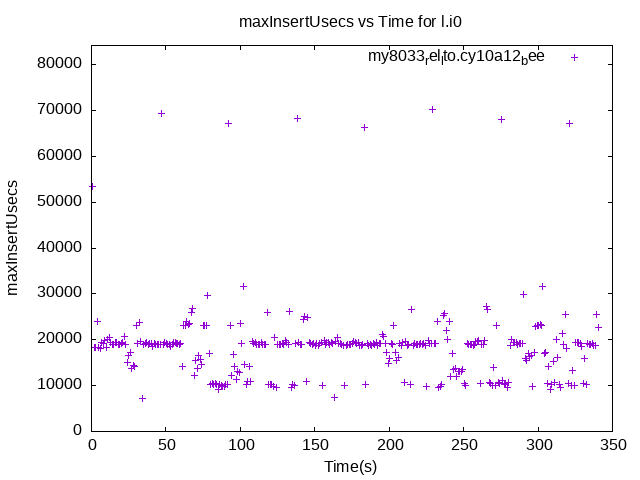 maxInsertUsecs vs Time for l.i0
my8033_rel_lto.cy10a12_bee
80000
70000
60000
50000
40000
30000
20000
10000
0
maxInsertUsecs
0 50 100 150 200 250 300 350
Time(s)